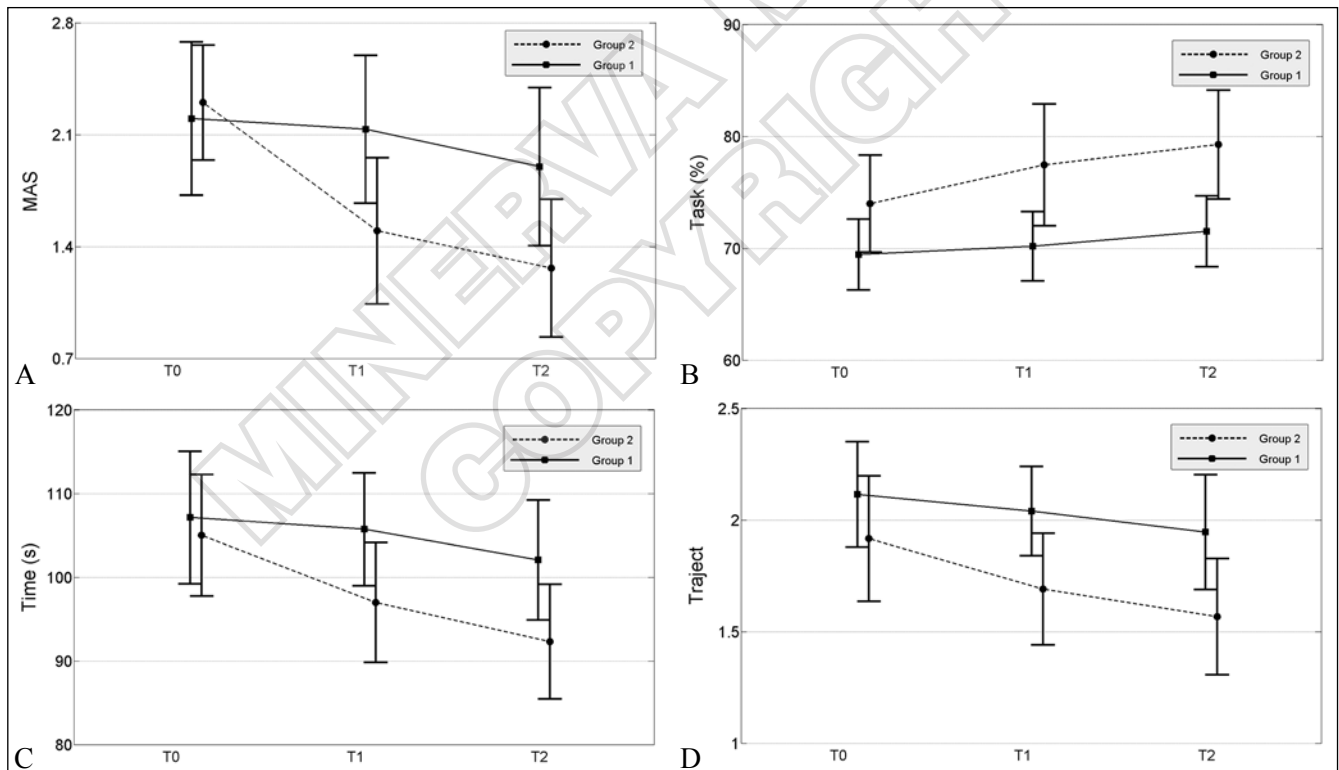 2.8
2.1
1.4
0.7
MAS
Group 2
Group 1
T0
T1
T2
A
90
80
70
60
Task (%)
Group 2
Group 1
T0
T1
T2
B
120
110
100
90
80
Time (s)
Group 2
Group 1
T0
T1
T2
C
2.5
2
1.5
1
Traject
Group 2
Group 1
T0
T1
T2
D
MINERVA
COPYRIGH